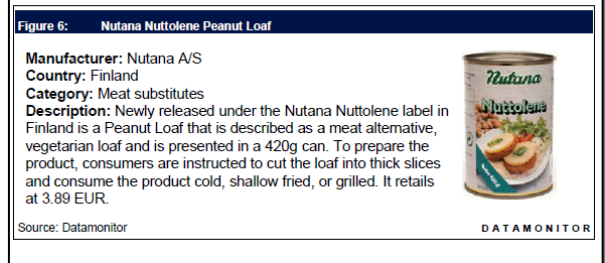 Figure 6: Nutana Nuttolene Peanut Loaf
Manufacturer: Nutana A/S
Country: Finland
Category: Meat substitutes
Description: Newly released under the Nutana Nuttolene label in
Finland is a Peanut Loaf that is described as a meat alternative,
vegetarian loaf and is presented in a 420g can. To prepare the
product, consumers are instructed to cut the loaf into thick slices
and consume the product cold, shallow fried, or grilled. It retails
at 3.89 EUR.
Nutana
Nuttolene
Source: Datamonitor
DATAMONITOR